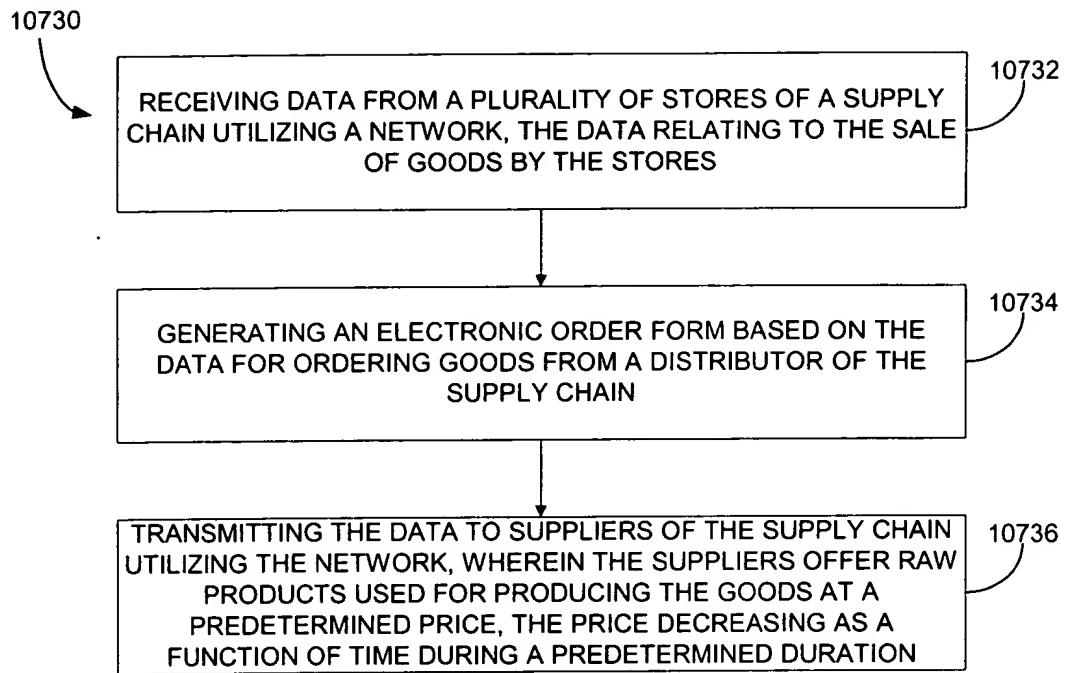 10730
10732
RECEIVING DATA FROM A PLURALITY OF STORES OF A SUPPLY
CHAIN UTILIZING A NETWORK, THE DATA RELATING TO THE SALE
OF GOODS BY THE STORES
10734
GENERATING AN ELECTRONIC ORDER FORM BASED ON THE
DATA FOR ORDERING GOODS FROM A DISTRIBUTOR OF THE
SUPPLY CHAIN
10736
TRANSMITTING THE DATA TO SUPPLIERS OF THE SUPPLY CHAIN
UTILIZING THE NETWORK, WHEREIN THE SUPPLIERS OFFER RAW
PRODUCTS USED FOR PRODUCING THE GOODS AT A
PREDETERMINED PRICE, THE PRICE DECREASING AS A
FUNCTION OF TIME DURING A PREDETERMINED DURATION